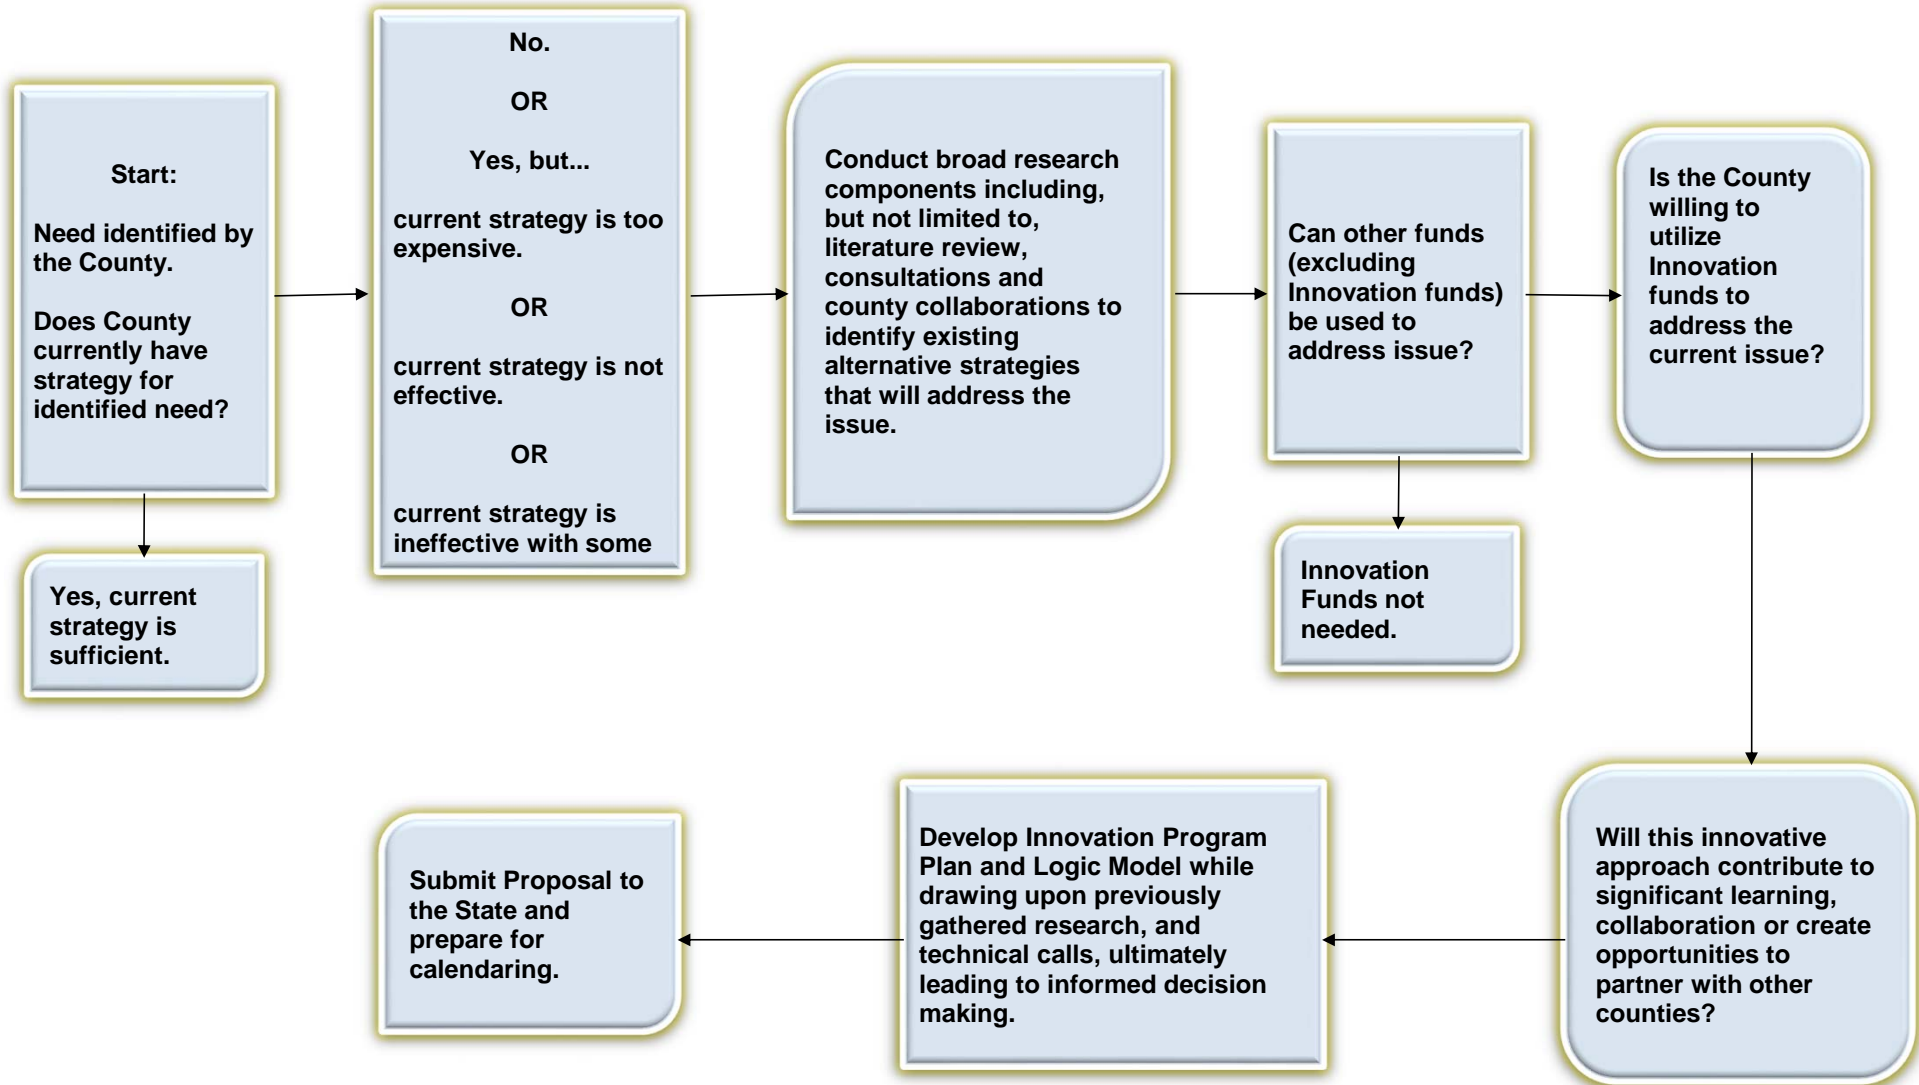 Start:
Need identified by
the County.
Does County
currently have
strategy for
identified need?
Yes, current
strategy is
sufficient.
No.
OR
Yes, but...
current strategy is too
expensive.
OR
current strategy is not
effective.
OR
current strategy is
ineffective with some
Conduct broad research
components including,
but not limited to,
literature review,
consultations and
county collaborations to
identify existing
alternative strategies
that will address the
issue.
Can other funds
(excluding
Innovation funds)
be used to
address issue?
Innovation
Funds not
needed.
Is the County
willing to
utilize
Innovation
funds to
address the
current issue?
Will this innovative
approach contribute to
significant learning,
collaboration or create
opportunities to
partner with other
counties?
Develop Innovation Program
Plan and Logic Model while
drawing upon previously
gathered research, and
technical calls, ultimately
leading to informed decision
making.
Submit Proposal to
the State and
prepare for
calendaring.